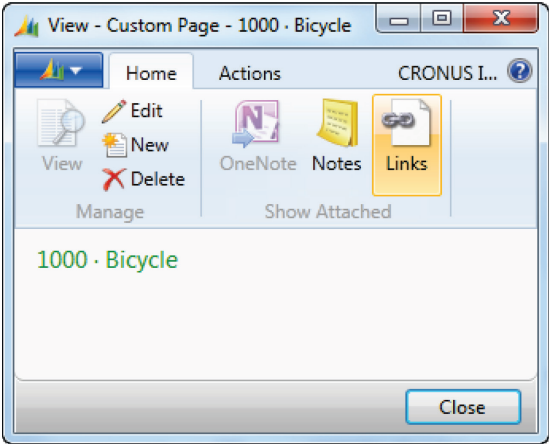 View - Custom Page - 1000 · Bicycle
Home
Actions
CRONUS I...
View
Edit
New
Delete
Manage
OneNote
Notes
Links
Show Attached
1000 · Bicycle
Close